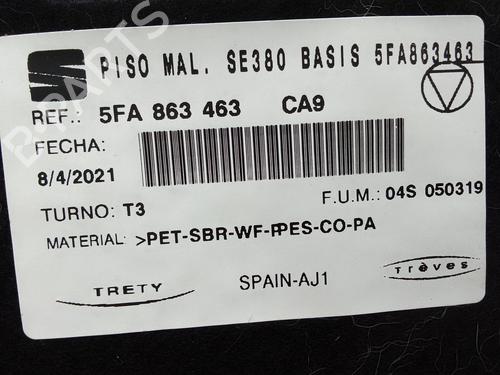 PISO MAL. SE380 BASIS 5FA863463
REF.: 5FA 863 463 CA9
FECHA:
8/4/2021
TURNO: T3
F.U.M.: 04S 050319
MATERIAL: >PET-SBR-WF-PPES-CO-PA
TRETY
SPAIN-AJ1
Trèves
B-PARTS